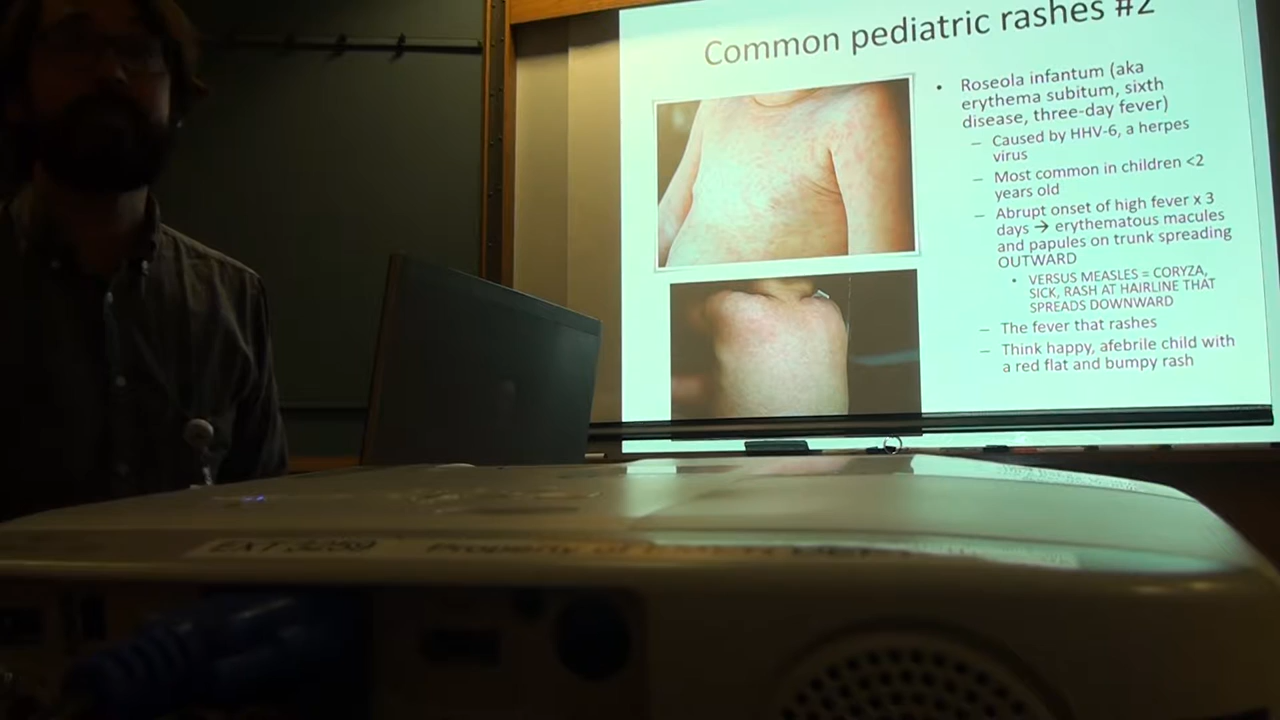 Common pediatric rashes #2
• Roseola infantum (aka
erythema subitum, sixth
disease, three-day fever)
– Caused by HHV-6, a herpes
virus
– Most common in children <2
years old
– Abrupt onset of high fever x 3
days → erythematous macules
and papules on trunk spreading
OUTWARD
• VERSUS MEASLES = CORYZA,
SICK, RASH AT HAIRLINE THAT
SPREADS DOWNWARD
– The fever that rashes
– Think happy, afebrile child with
a red flat and bumpy rash
Property of